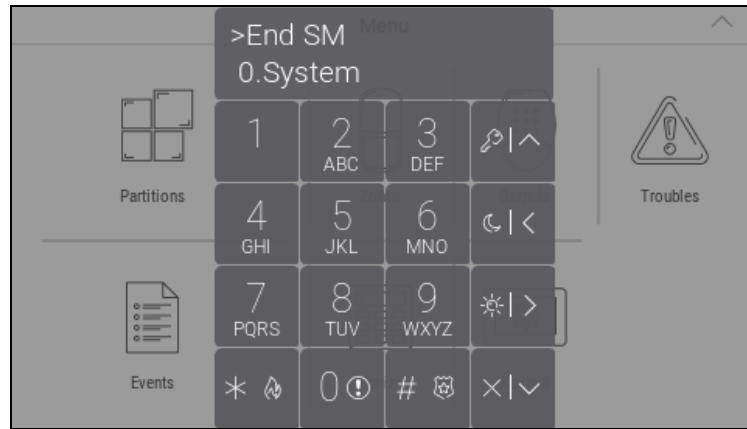 Menu
>End SM
0.System
1
2
ABC
3
DEF
4
GHI
5
JKL
6
MNO
7
PQRS
8
TUV
9
WXYZ
*
0
#
Partitions
Troubles
Events